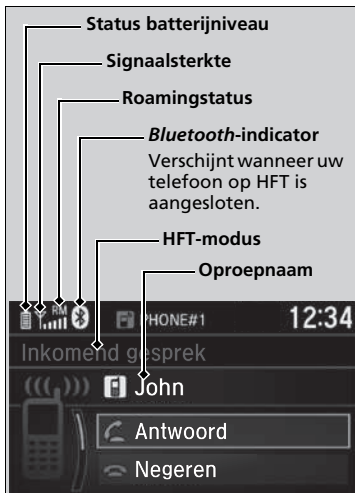 Status batterijniveau
Signaalsterkte
Roamingstatus
Bluetooth-indicator
Verschijnt wanneer uw
telefoon op HFT is
aangesloten.
HFT-modus
Oproepnaam
RM
PHONE#1
12:34
Inkomend gesprek
John
Antwoord
Negeren